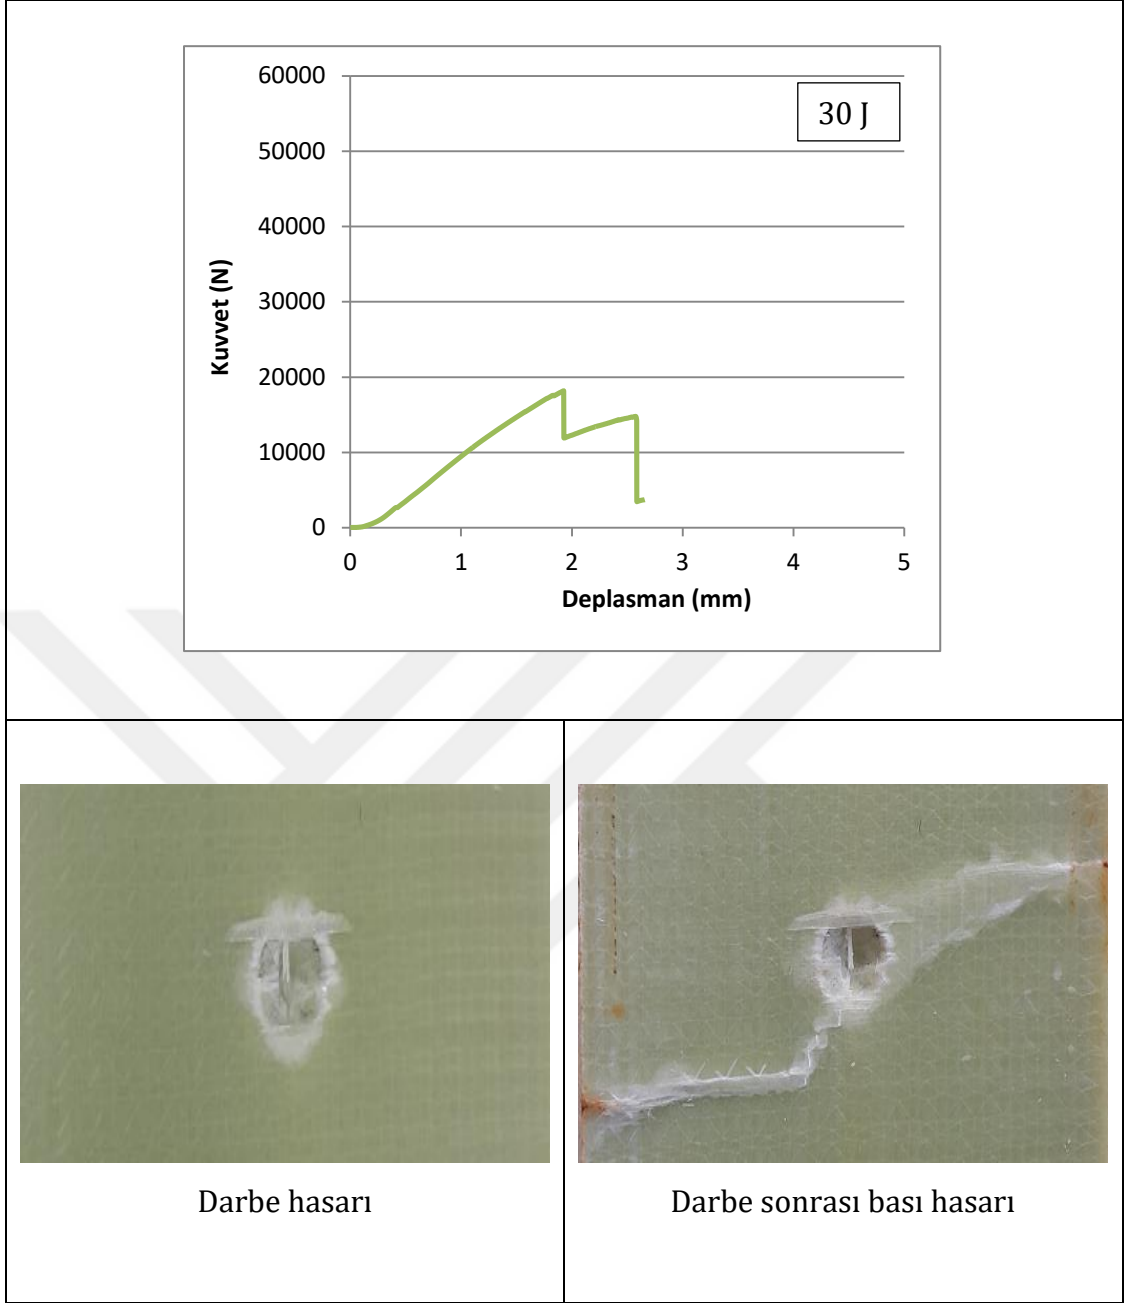 60000
30 J
50000
40000
30000
20000
10000
0
Kuvvet (N)
0 1 2 3 4 5
Deplasman (mm)
Darbe hasarı
Darbe sonrası bası hasarı